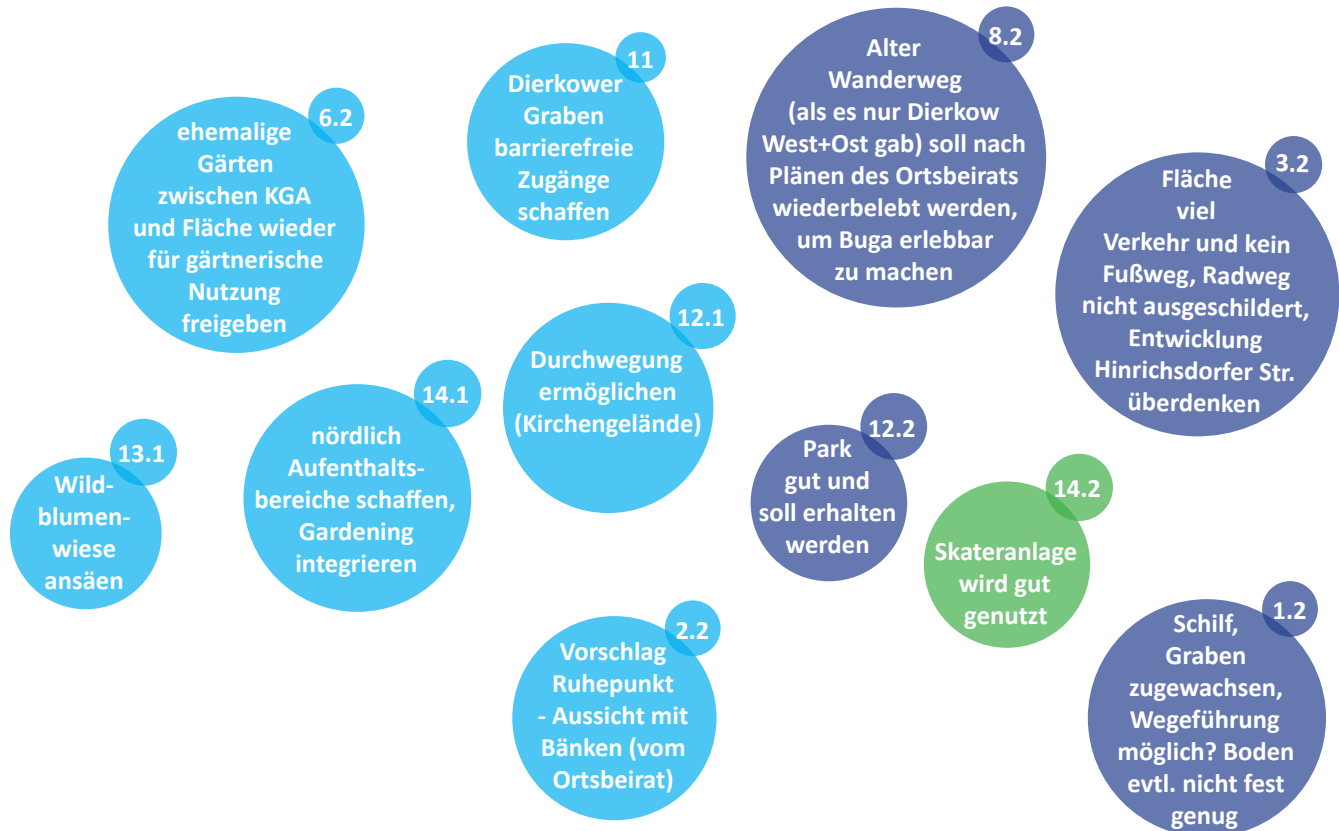 6.2
ehemalige
Gärten
zwischen KGA
und Fläche wieder
für gärtnerische
Nutzung
freigeben
11
Dierkower
Graben
barrierefreie
Zugänge
schaffen
8.2
Alter
Wanderweg
(als es nur Dierkow
West+Ost gab) soll nach
Plänen des Ortsbeirats
wiederbelebt werden,
um Buga erlebbar
zu machen
3.2
Fläche
viel
Verkehr und kein
Fußweg, Radweg
nicht ausgeschildert,
Entwicklung
Hinrichsdorfer Str.
überdenken
13.1
Wild-
blumen-
wiese
ansäen
14.1
nördlich
Aufenthalts-
bereiche schaffen,
Gardening
integrieren
12.1
Durchwegung
ermöglichen
(Kirchengelände)
12.2
Park
gut und
soll erhalten
werden
14.2
Skateranlage
wird gut
genutzt
2.2
Vorschlag
Ruhepunkt
- Aussicht mit
Bänken (vom
Ortsbeirat)
1.2
Schilf,
Graben
zugewachsen,
Wegeführung
möglich? Boden
evtl. nicht fest
genug